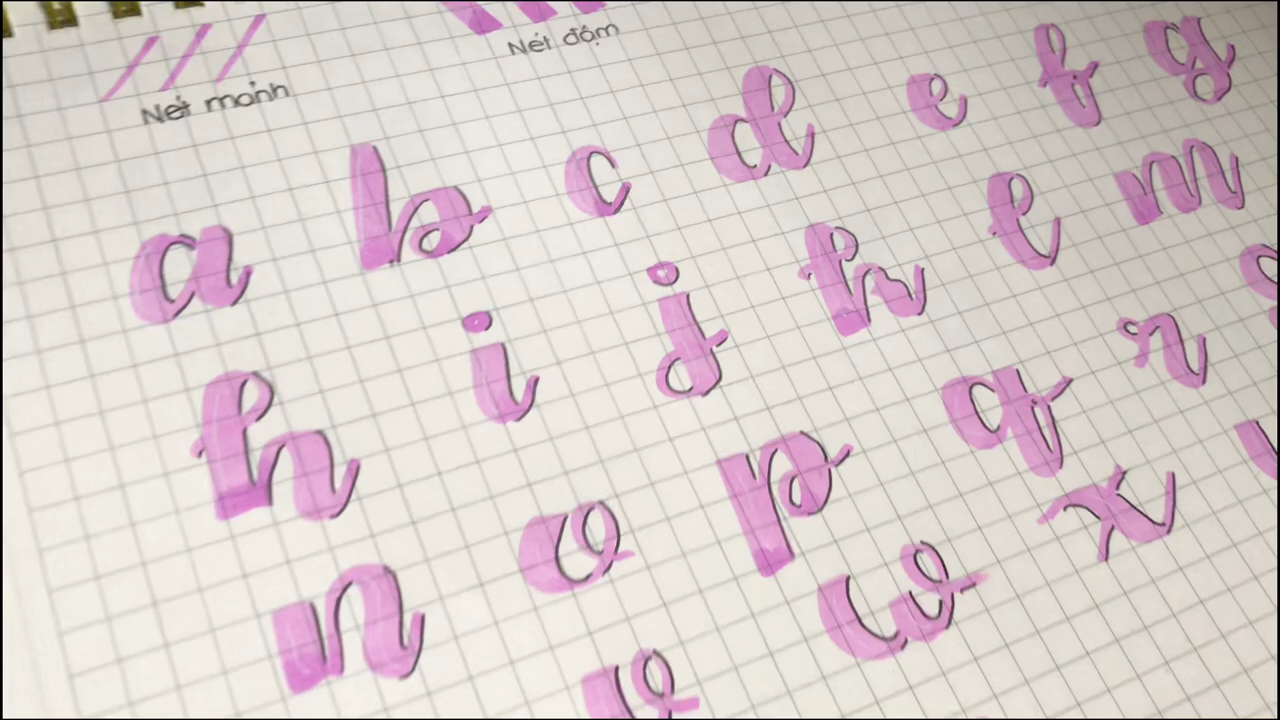 Nét mảnh
Nét đậm
a b c d e f g
h i j k l m
n o p q r
v w x